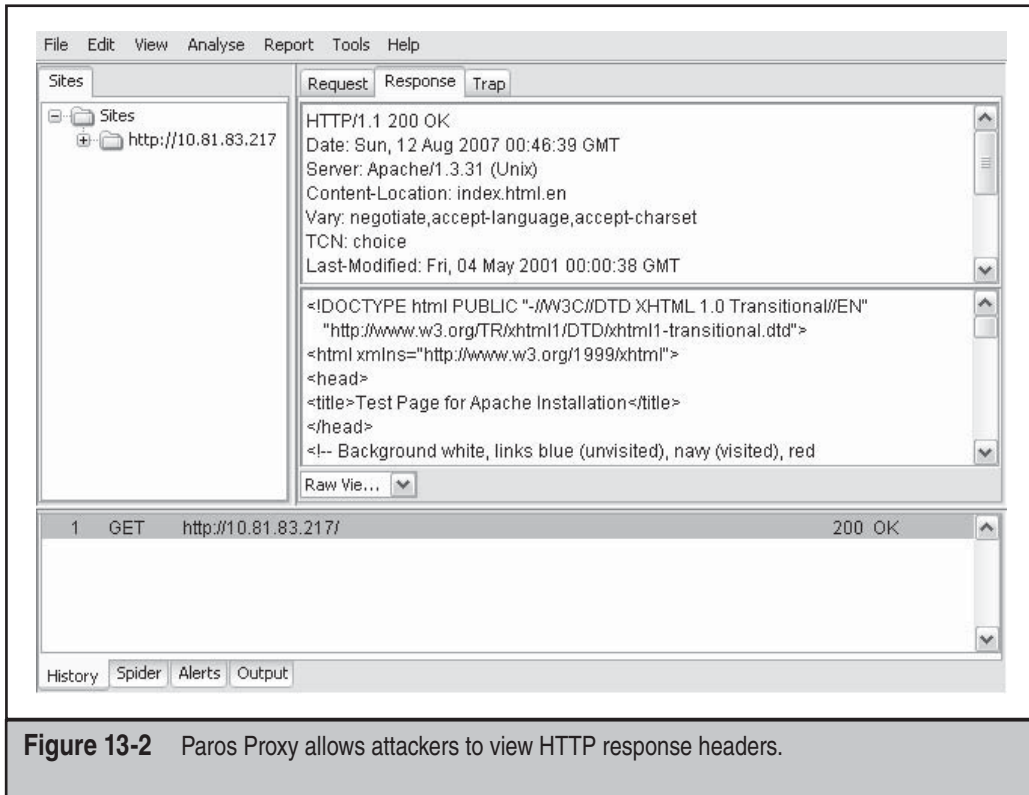 File Edit View Analyse Report Tools Help
Sites
Sites
http://10.81.83.217
Request Response Trap
HTTP/1.1 200 OK
Date: Sun, 12 Aug 2007 00:46:39 GMT
Server: Apache/1.3.31 (Unix)
Content-Location: index.html.en
Vary: negotiate,accept-language,accept-charset
TCN: choice
Last-Modified: Fri, 04 May 2001 00:00:38 GMT
<!DOCTYPE html PUBLIC "-//W3C//DTD XHTML 1.0 Transitional//EN"
"http://www.w3.org/TR/xhtml1/DTD/xhtml1-transitional.dtd">
<html xmlns="http://www.w3.org/1999/xhtml">
<head>
<title>Test Page for Apache Installation</title>
</head>
<!-- Background white, links blue (unvisited), navy (visited), red
Raw Vie...
1 GET http://10.81.83.217/ 200 OK
History Spider Alerts Output
Figure 13-2 Paros Proxy allows attackers to view HTTP response headers.